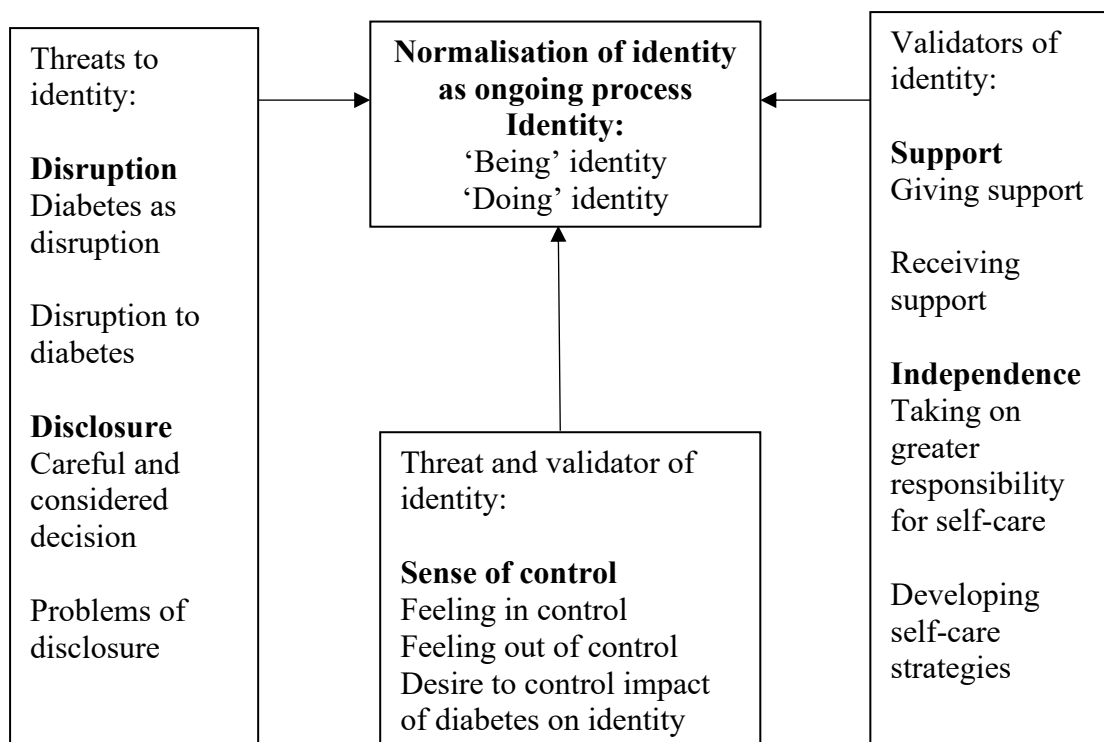 Threats to
identity:
Disruption
Diabetes as
disruption
Disruption to
diabetes
Disclosure
Careful and
considered
decision
Problems of
disclosure
Normalisation of identity
as ongoing process
Identity:
‘Being’ identity
‘Doing’ identity
Threat and validator of
identity:
Sense of control
Feeling in control
Feeling out of control
Desire to control impact
of diabetes on identity
Validators of
identity:
Support
Giving support
Receiving
support
Independence
Taking on
greater
responsibility
for self-care
Developing
self-care
strategies